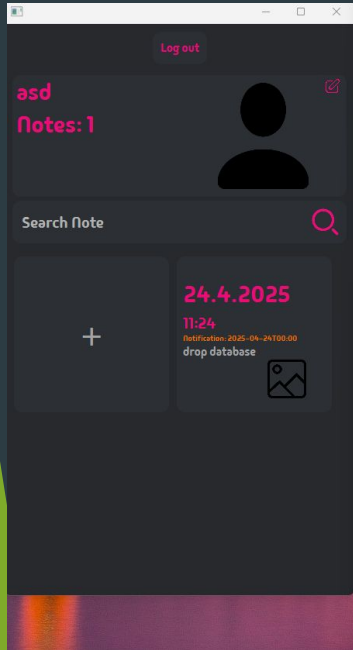 Log out
asd
Notes: 1
Search Note
+
24.4.2025
11:24
Notification: 2025-04-24T00:00
drop database